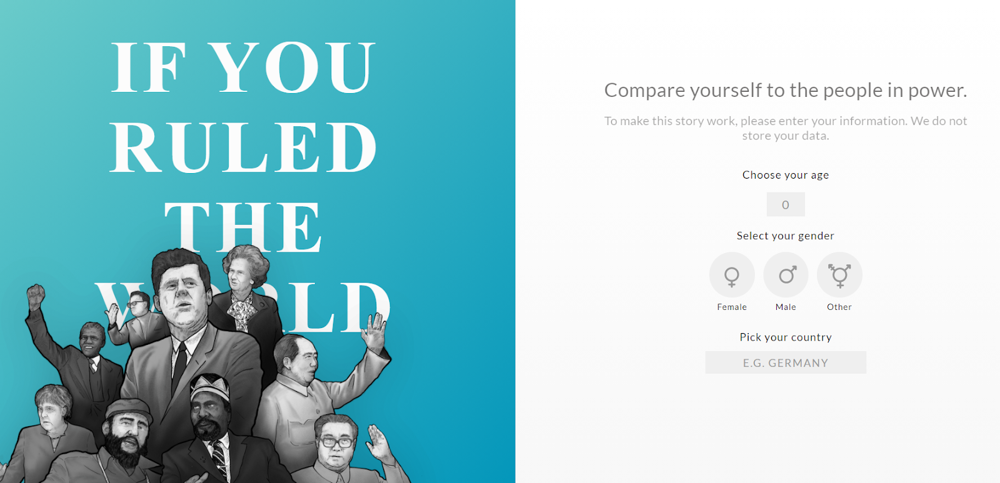 IF YOU
RULED
THE
WORLD
Compare yourself to the people in power.
To make this story work, please enter your information. We do not
store your data.
Choose your age
0
Select your gender
Female Male Other
Pick your country
E.G. GERMANY